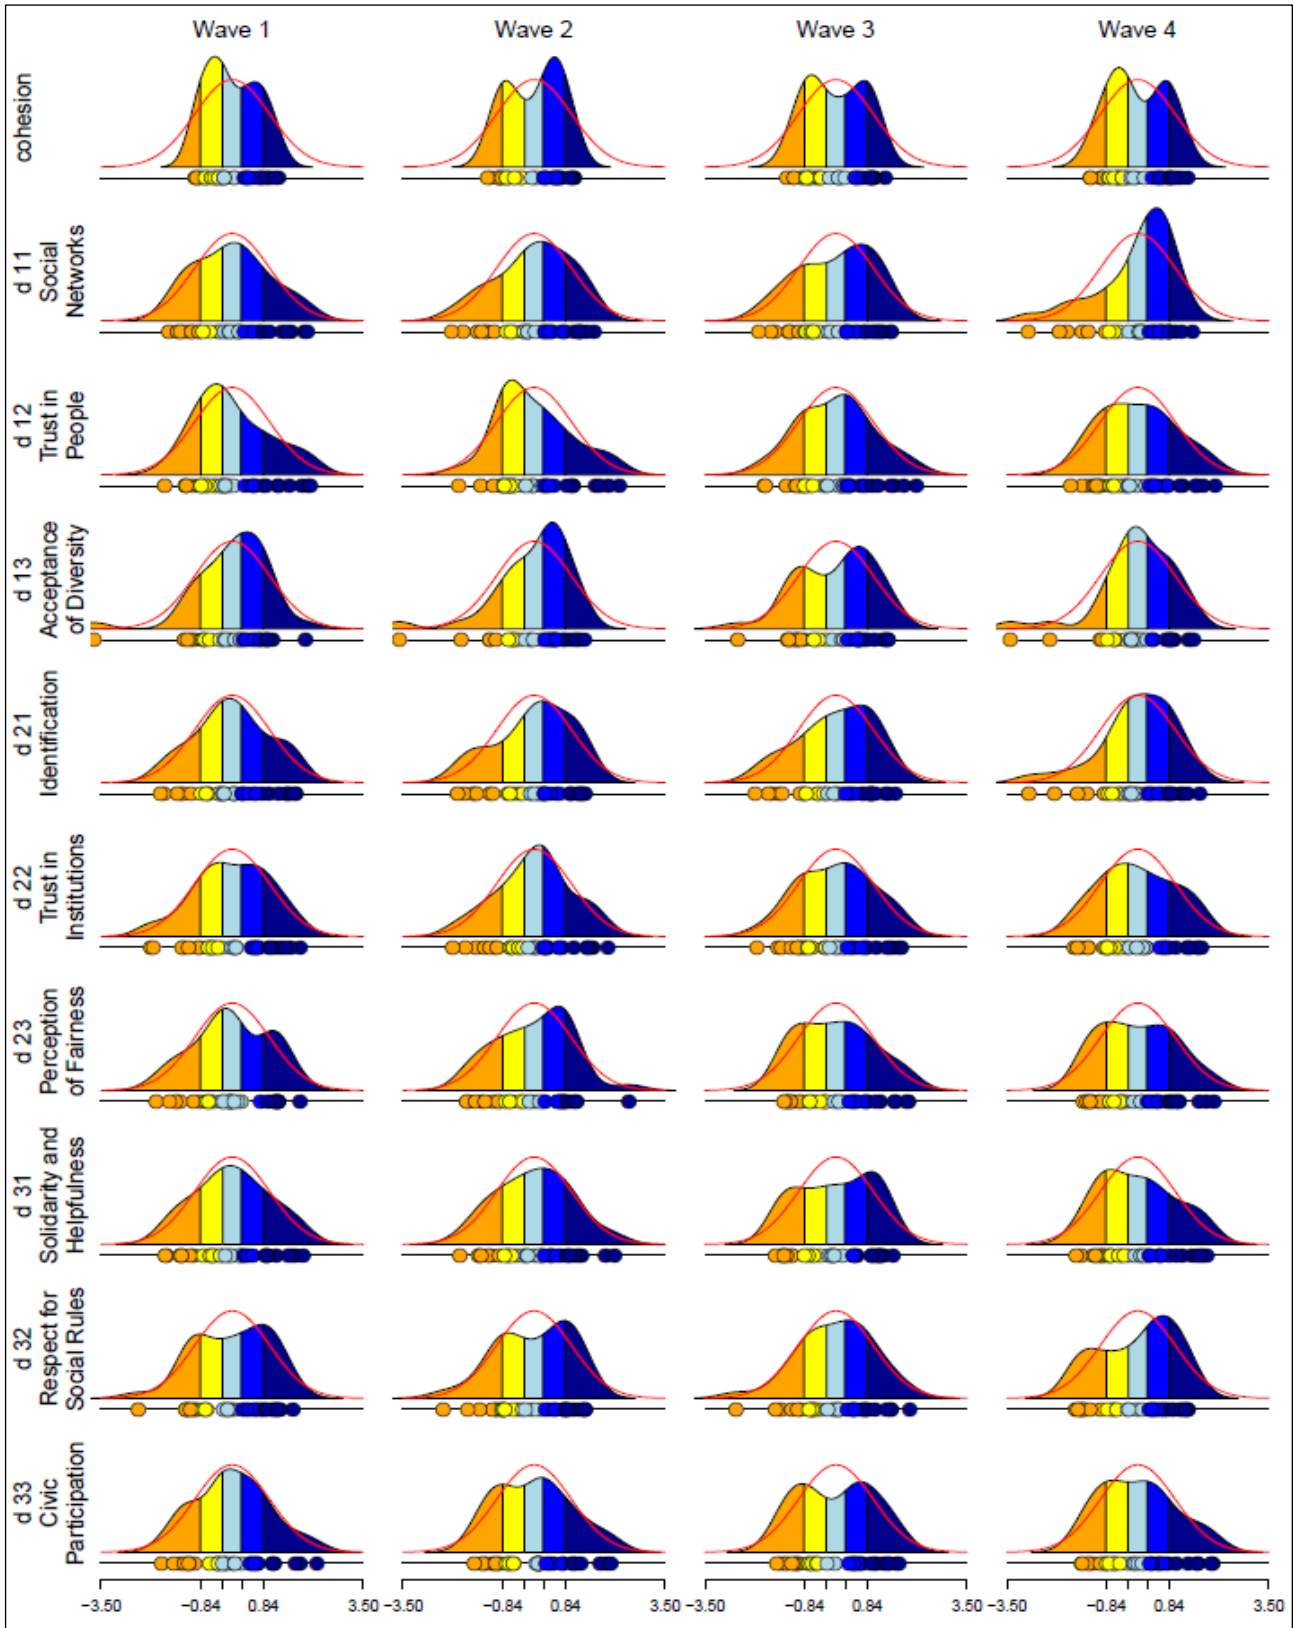 Wave 1
Wave 2
Wave 3
Wave 4
cohesion
d 11
Social
Networks
d 12
Trust in
People
d 13
Acceptance
of Diversity
d 21
Identification
d 22
Trust in
Institutions
d 23
Perception
of Fairness
d 31
Solidarity and
Helpfulness
d 32
Respect for
Social Rules
d 33
Civic
Participation
−3.50 −0.84 0.84 3.50 −3.50 −0.84 0.84 3.50 −3.50 −0.84 0.84 3.50 −3.50 −0.84 0.84 3.50